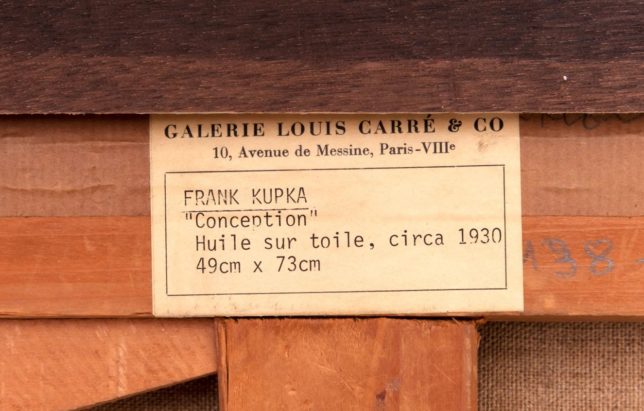 GALERIE LOUIS CARRÉ & CO
10, Avenue de Messine, Paris-VIIIe
FRANK KUPKA
"Conception"
Huile sur toile, circa 1930
49cm x 73cm